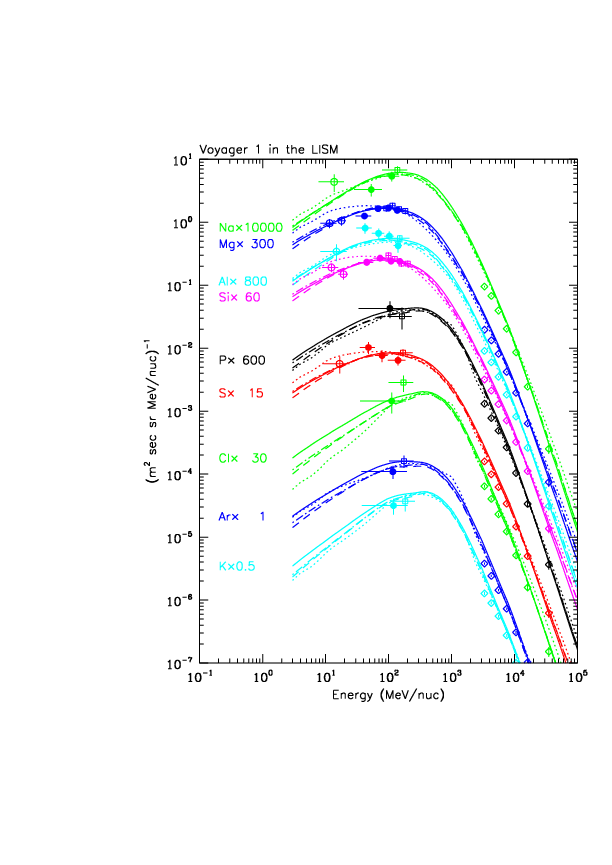 Voyager 1 in the LISM
10¹
10⁰
Na×10000
Mg× 300
Al× 800
10⁻¹
Si× 60
10⁻²
P× 600
S× 15
10⁻³
Cl× 30
10⁻⁴
Ar× 1
10⁻⁵
K×0.5
10⁻⁶
10⁻⁷
(m² sec sr MeV/nuc)⁻¹
10⁻¹ 10⁰ 10¹ 10² 10³ 10⁴ 10⁵
Energy (MeV/nuc)